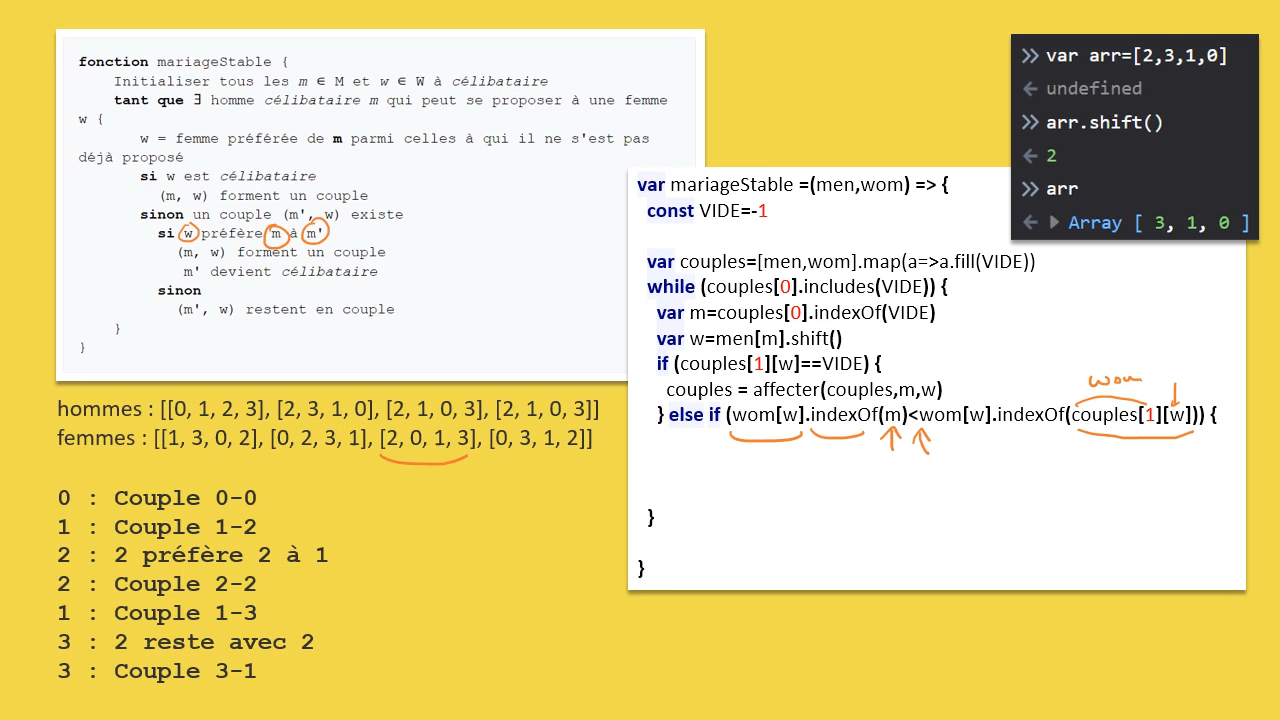 fonction mariageStable {
Initialiser tous les m ∈ M et w ∈ W à célibataire
tant que ∃ homme célibataire m qui peut se proposer à une femme
w {
w = femme préférée de m parmi celles à qui il ne s'est pas
déjà proposé
si w est célibataire
(m, w) forment un couple
sinon un couple (m', w) existe
si w préfère m à m'
(m, w) forment un couple
m' devient célibataire
sinon
(m', w) restent en couple
}
}
hommes : [[0, 1, 2, 3], [2, 3, 1, 0], [2, 1, 0, 3], [2, 1, 0, 3]]
femmes : [[1, 3, 0, 2], [0, 2, 3, 1], [2, 0, 1, 3], [0, 3, 1, 2]]
0 : Couple 0-0
1 : Couple 1-2
2 : 2 préfère 2 à 1
2 : Couple 2-2
1 : Couple 1-3
3 : 2 reste avec 2
3 : Couple 3-1
var mariageStable =(men,wom) => {
const VIDE=-1
var couples=[men,wom].map(a=>a.fill(VIDE))
while (couples[0].includes(VIDE)) {
var m=couples[0].indexOf(VIDE)
var w=men[m].shift()
if (couples[1][w]==VIDE) {
couples = affecter(couples,m,w)
wom
} else if (wom[w].indexOf(m)<wom[w].indexOf(couples[1][w])) {
}
}
>> var arr=[2,3,1,0]
← undefined
>> arr.shift()
← 2
>> arr
← ▶ Array [ 3, 1, 0 ]